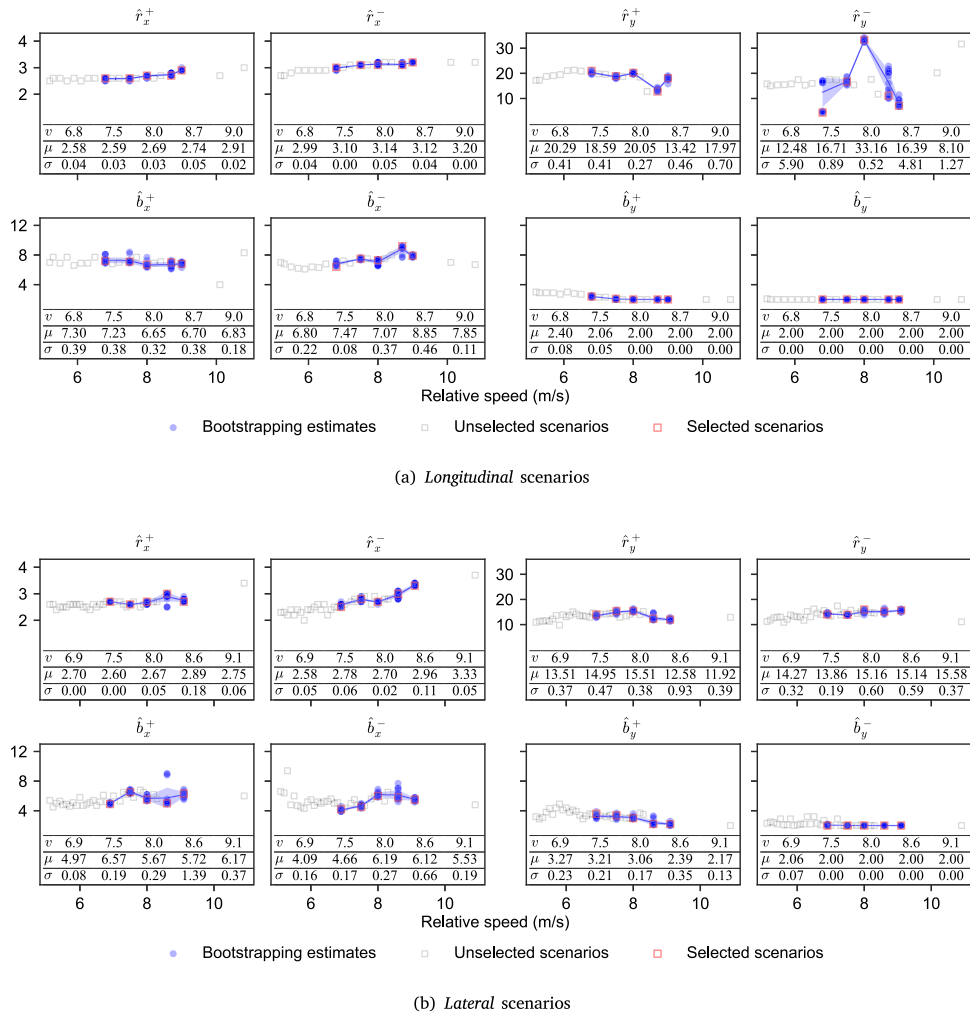 r̂ₓ⁺ r̂ₓ⁻ r̂ᵧ⁺ r̂ᵧ⁻
4 30
3 20
2 10
v 6.8 7.5 8.0 8.7 9.0 v 6.8 7.5 8.0 8.7 9.0 v 6.8 7.5 8.0 8.7 9.0 v 6.8 7.5 8.0 8.7 9.0
μ 2.58 2.59 2.69 2.74 2.91 μ 2.99 3.10 3.14 3.12 3.20 μ 20.29 18.59 20.05 13.42 17.97 μ 12.48 16.71 33.16 16.39 8.10
σ 0.04 0.03 0.03 0.05 0.02 σ 0.04 0.00 0.05 0.04 0.00 σ 0.41 0.41 0.27 0.46 0.70 σ 5.90 0.89 0.52 4.81 1.27
b̂ₓ⁺ b̂ₓ⁻ b̂ᵧ⁺ b̂ᵧ⁻
12 12
8 8
4 4
v 6.8 7.5 8.0 8.7 9.0 v 6.8 7.5 8.0 8.7 9.0 v 6.8 7.5 8.0 8.7 9.0 v 6.8 7.5 8.0 8.7 9.0
μ 7.30 7.23 6.65 6.70 6.83 μ 6.80 7.47 7.07 8.85 7.85 μ 2.40 2.06 2.00 2.00 2.00 μ 2.00 2.00 2.00 2.00 2.00
σ 0.39 0.38 0.32 0.38 0.18 σ 0.22 0.08 0.37 0.46 0.11 σ 0.08 0.05 0.00 0.00 0.00 σ 0.00 0.00 0.00 0.00 0.00
6 8 10 6 8 10 6 8 10 6 8 10
Relative speed (m/s)
Bootstrapping estimates Unselected scenarios Selected scenarios
(a) Longitudinal scenarios
r̂ₓ⁺ r̂ₓ⁻ r̂ᵧ⁺ r̂ᵧ⁻
4 30
3 20
2 10
v 6.9 7.5 8.0 8.6 9.1 v 6.9 7.5 8.0 8.6 9.1 v 6.9 7.5 8.0 8.6 9.1 v 6.9 7.5 8.0 8.6 9.1
μ 2.70 2.60 2.67 2.89 2.75 μ 2.58 2.78 2.70 2.96 3.33 μ 13.51 14.95 15.51 12.58 11.92 μ 14.27 13.86 15.16 15.14 15.58
σ 0.00 0.00 0.05 0.18 0.06 σ 0.05 0.06 0.02 0.11 0.05 σ 0.37 0.47 0.38 0.93 0.39 σ 0.32 0.19 0.60 0.59 0.37
b̂ₓ⁺ b̂ₓ⁻ b̂ᵧ⁺ b̂ᵧ⁻
12 12
8 8
4 4
v 6.9 7.5 8.0 8.6 9.1 v 6.9 7.5 8.0 8.6 9.1 v 6.9 7.5 8.0 8.6 9.1 v 6.9 7.5 8.0 8.6 9.1
μ 4.97 6.57 5.67 5.72 6.17 μ 4.09 4.66 6.19 6.12 5.53 μ 3.27 3.21 3.06 2.39 2.17 μ 2.06 2.00 2.00 2.00 2.00
σ 0.08 0.19 0.29 1.39 0.37 σ 0.16 0.17 0.27 0.66 0.19 σ 0.23 0.21 0.17 0.35 0.13 σ 0.07 0.00 0.00 0.00 0.00
6 8 10 6 8 10 6 8 10 6 8 10
Relative speed (m/s)
Bootstrapping estimates Unselected scenarios Selected scenarios
(b) Lateral scenarios